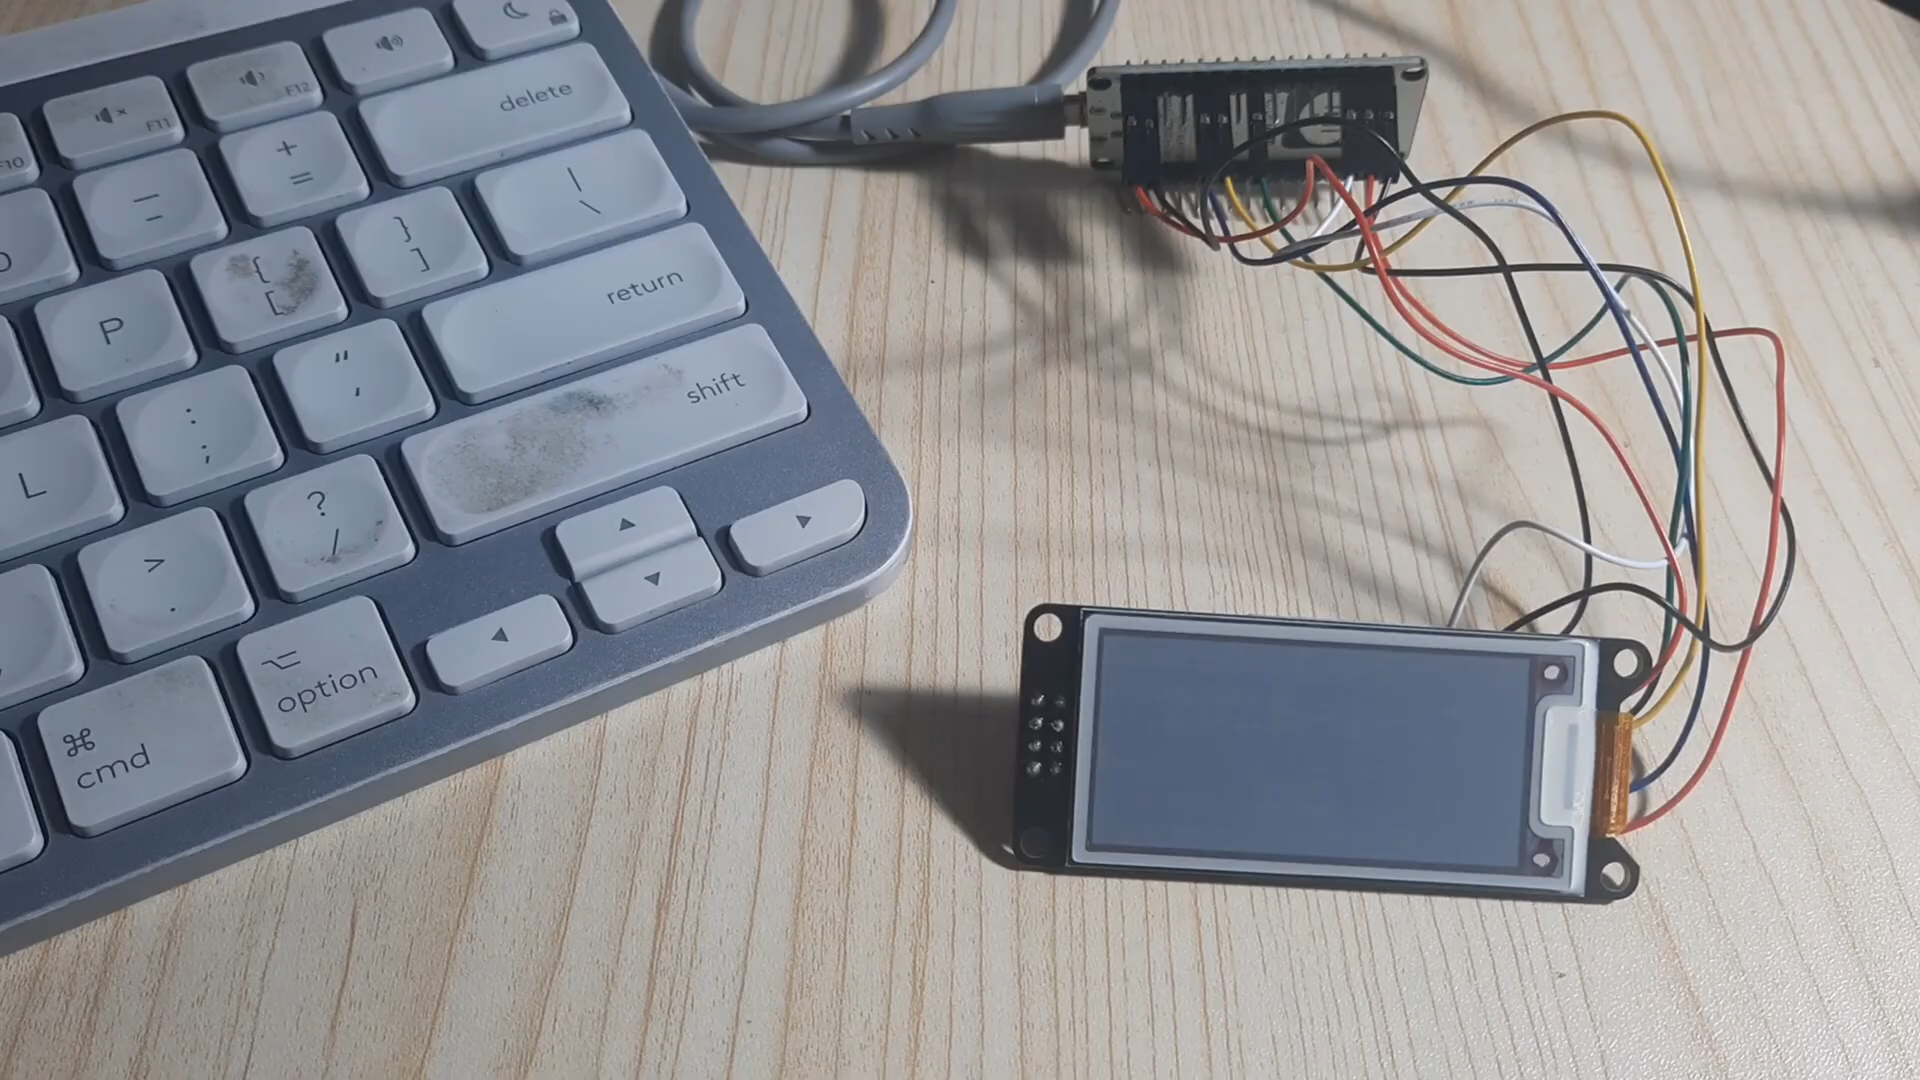 F10
F11
F12
delete
+
=
—
–
|
\
P
{
[
}
]
return
L
:
;
"
,
shift
>
.
?
/
option
cmd